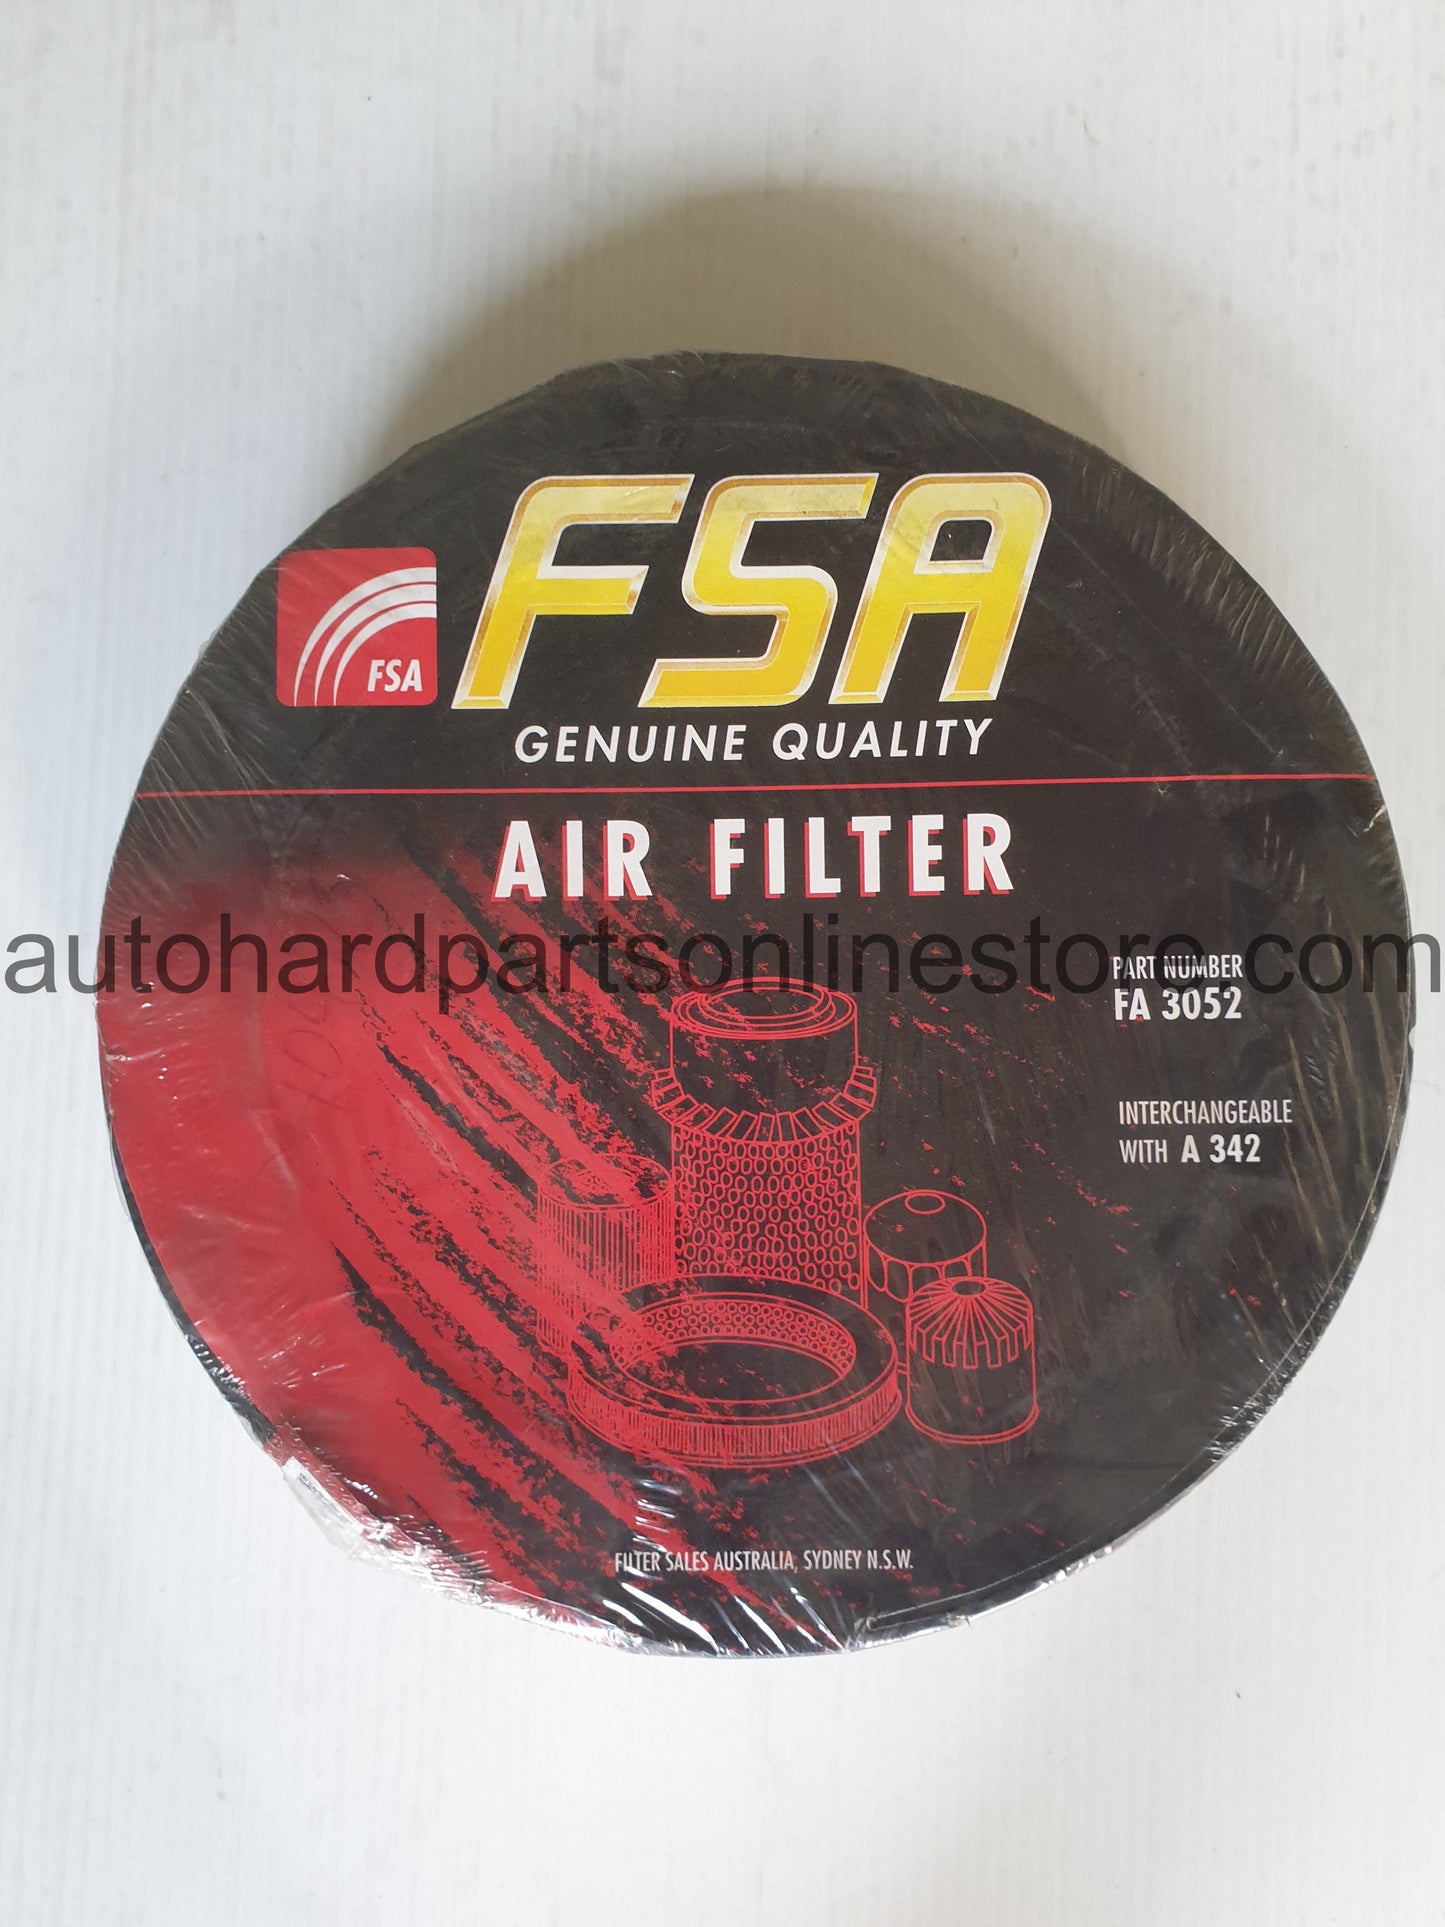 FSA
FSA
GENUINE QUALITY
AIR FILTER
autohardpartsonlinestore.com
PART NUMBER
FA 3052
INTERCHANGEABLE
WITH A 342
FILTER SALES AUSTRALIA, SYDNEY N.S.W.